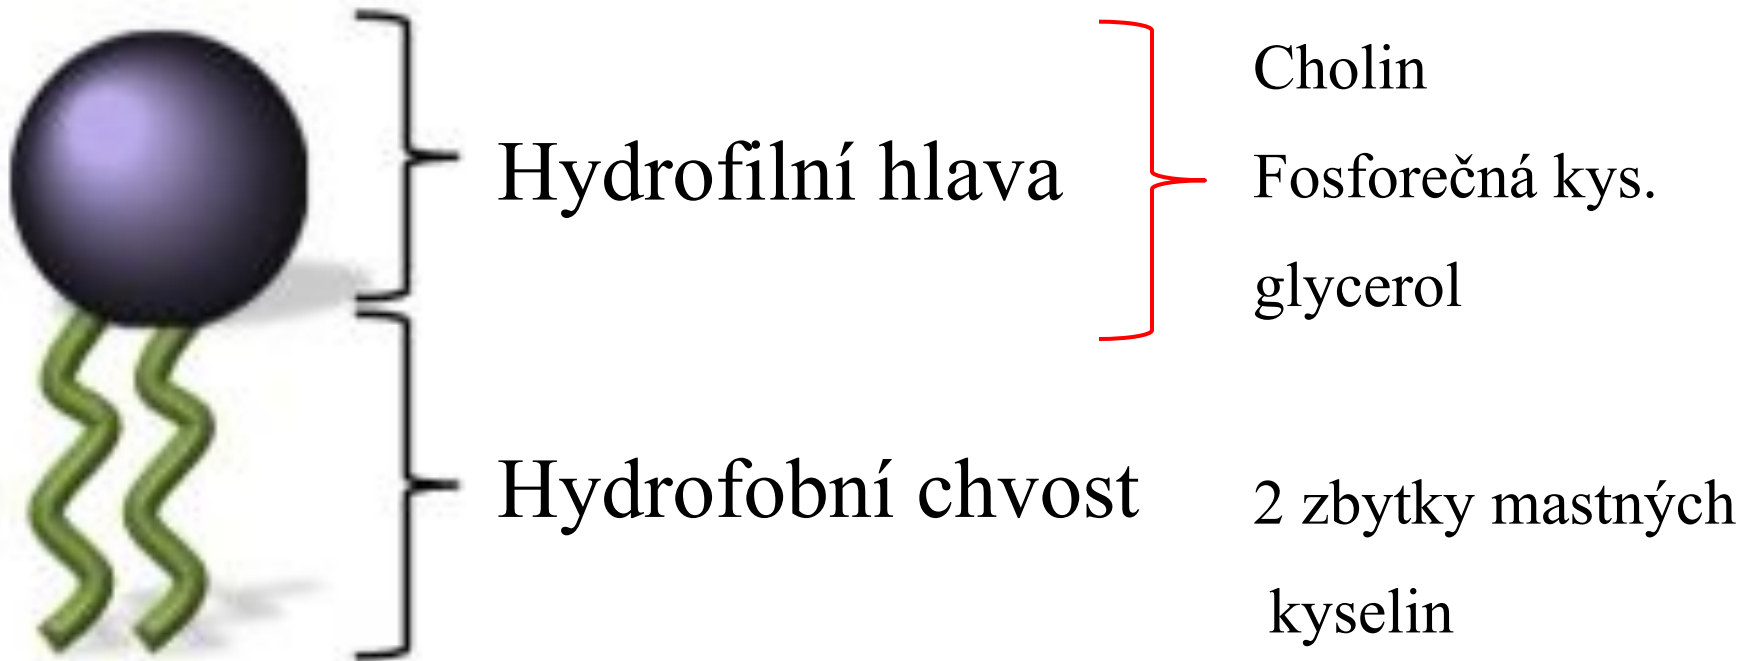 Hydrofilní hlava
Cholin
Fosforečná kys.
glycerol
Hydrofobní chvost
2 zbytky mastných
kyselin